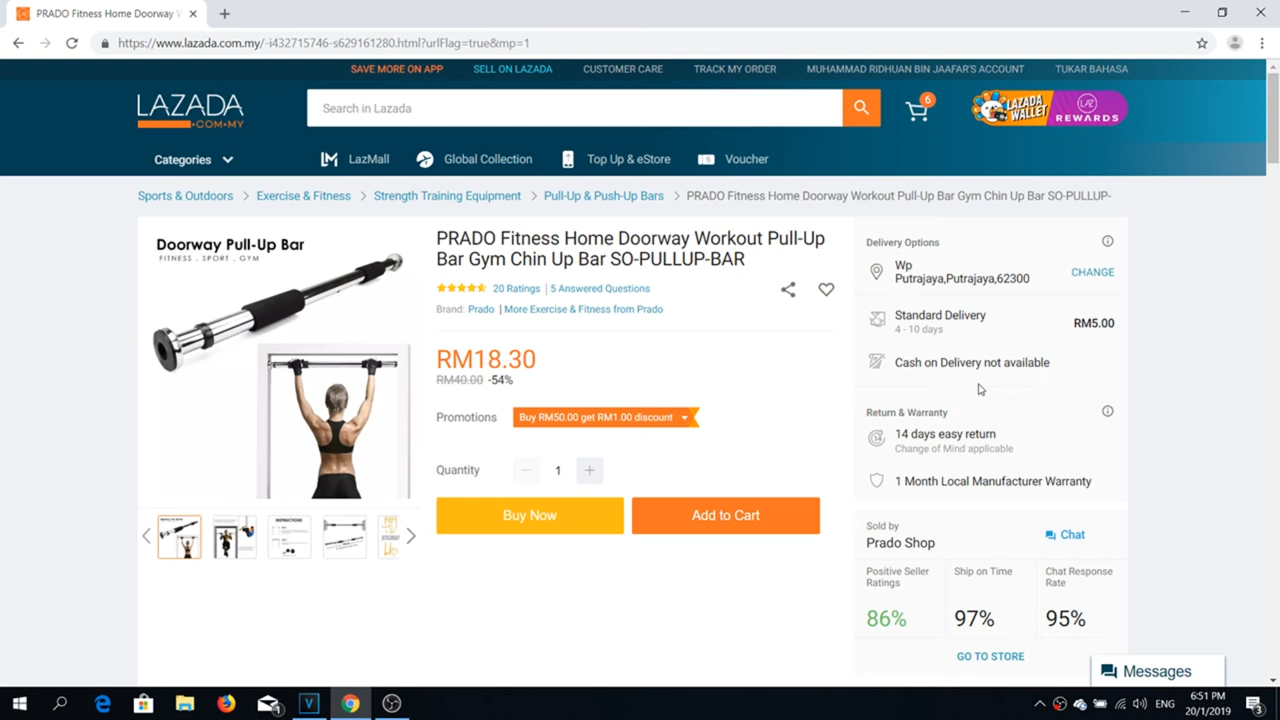 PRADO Fitness Home Doorway W
https://www.lazada.com.my/-i432715746-s629161280.html?urlFlag=true&mp=1
SAVE MORE ON APP
SELL ON LAZADA
CUSTOMER CARE
TRACK MY ORDER
MUHAMMAD RIDHUAN BIN JAAFAR'S ACCOUNT
TUKAR BAHASA
LAZADA
.COM.MY
Search in Lazada
6
LAZADA
WALLET
LAZ
REWARDS
Categories
LM LazMall
Global Collection
Top Up & eStore
Voucher
Sports & Outdoors
Exercise & Fitness
Strength Training Equipment
Pull-Up & Push-Up Bars
PRADO Fitness Home Doorway Workout Pull-Up Bar Gym Chin Up Bar SO-PULLUP-
Doorway Pull-Up Bar
FITNESS . SPORT . GYM
PRADO Fitness Home Doorway Workout Pull-Up
Bar Gym Chin Up Bar SO-PULLUP-BAR
20 Ratings | 5 Answered Questions
Brand: Prado | More Exercise & Fitness from Prado
RM18.30
RM40.00 -54%
Promotions
Buy RM50.00 get RM1.00 discount
Quantity
1
Buy Now
Add to Cart
INSTRUCTIONS
Delivery Options
Wp
Putrajaya,Putrajaya,62300
CHANGE
Standard Delivery
RM5.00
4 - 10 days
Cash on Delivery not available
Return & Warranty
14
14 days easy return
Change of Mind applicable
1 Month Local Manufacturer Warranty
Sold by
Prado Shop
Chat
Positive Seller
Ratings
86%
Ship on Time
97%
Chat Response
Rate
95%
GO TO STORE
Messages
1
V
ENG
6:51 PM
20/1/2019
3